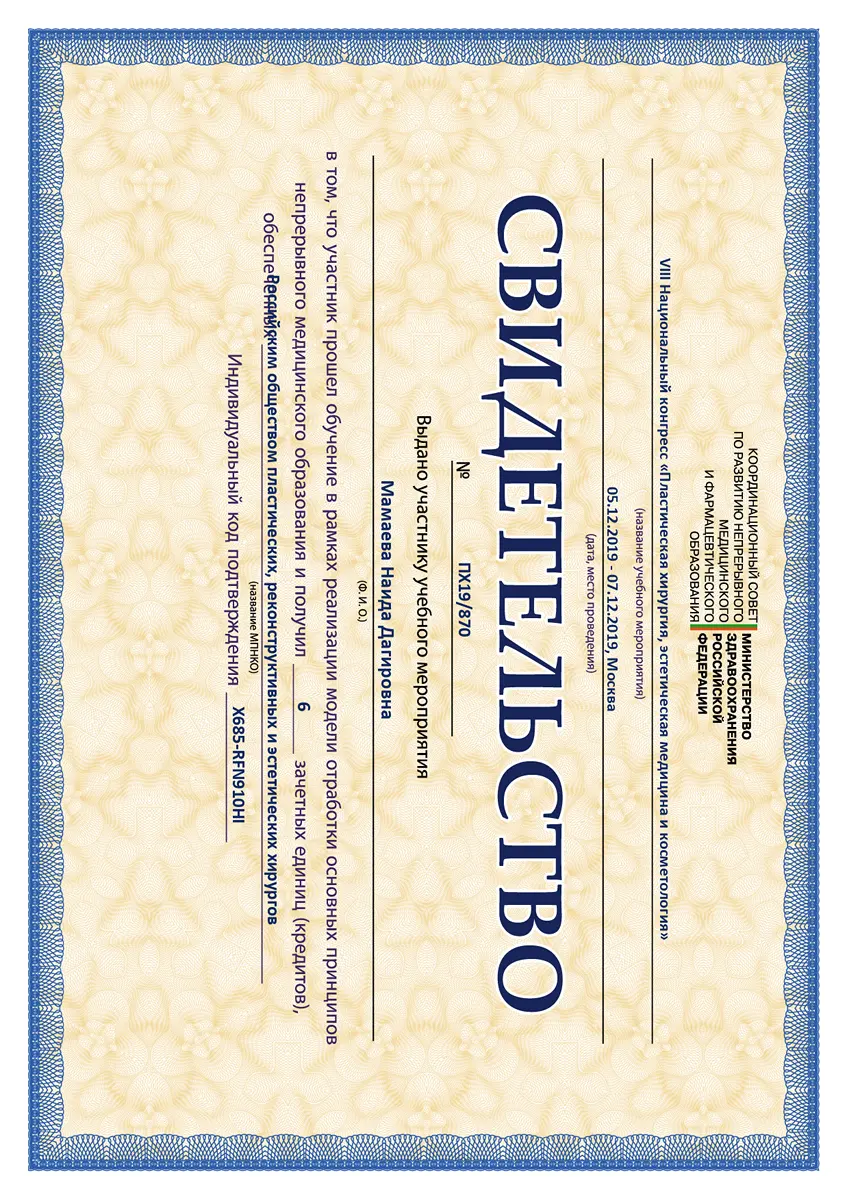 КООРДИНАЦИОННЫЙ СОВЕТ
ПО РАЗВИТИЮ НЕПРЕРЫВНОГО
МЕДИЦИНСКОГО
И ФАРМАЦЕВТИЧЕСКОГО
ОБРАЗОВАНИЯ
МИНИСТЕРСТВО
ЗДРАВООХРАНЕНИЯ
РОССИЙСКОЙ
ФЕДЕРАЦИИ
VIII Национальный конгресс «Пластическая хирургия, эстетическая медицина и косметология»
(название учебного мероприятия)
05.12.2019 - 07.12.2019, Москва
(дата, место проведения)
СВИДЕТЕЛЬСТВО
№ ПХ19/870
Выдано участнику учебного мероприятия
Мамаева Наида Дагировна
(Ф. И. О.)
в том, что участник прошел обучение в рамках реализации модели отработки основных принципов
непрерывного медицинского образования и получил 6 зачетных единиц (кредитов),
обеспеченных Российским обществом пластических, реконструктивных и эстетических хирургов
(название МПНКО)
Индивидуальный код подтверждения X685-RFN910HI